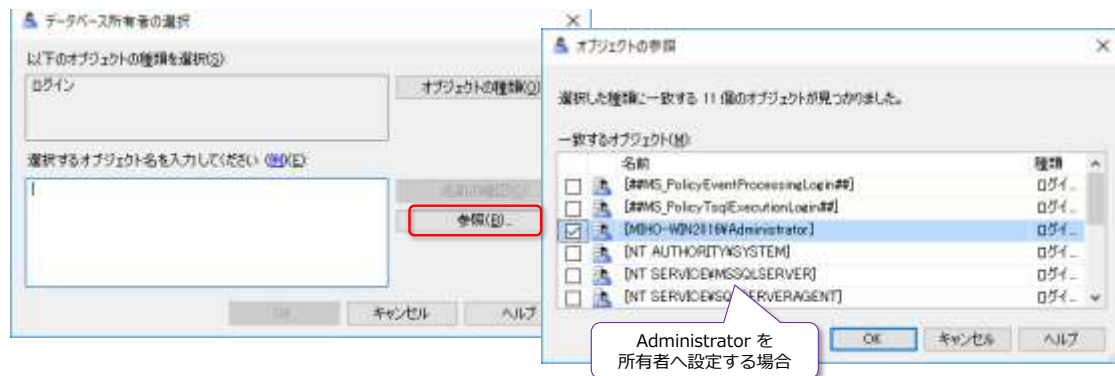 データベース所有者の選択
以下のオブジェクトの種類を選択(S):
ログイン
オブジェクトの種類(O)
選択するオブジェクト名を入力してください (例)(E):
参照(B)...
キャンセル
ヘルプ
オブジェクトの参照
選択した種類に一致する 11 個のオブジェクトが見つかりました。
一致するオブジェクト(M):
名前 種類
[##MS_PolicyEventProcessingLogin##] ログイ...
[##MS_PolicyTsqlExecutionLogin##] ログイ...
[MIHO-WIN2016¥Administrator] ログイ...
[NT AUTHORITY¥SYSTEM] ログイ...
[NT SERVICE¥MSSQLSERVER] ログイ...
[NT SERVICE¥SQLSERVERAGENT] ログイ...
Administrator を
所有者へ設定する場合
OK キャンセル ヘルプ